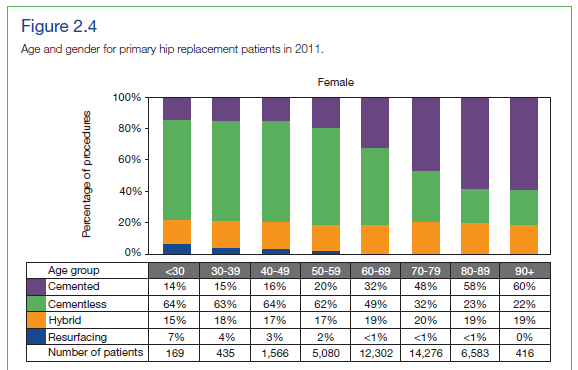 Figure 2.4
Age and gender for primary hip replacement patients in 2011.
Female
Percentage of procedures
100%
80%
60%
40%
20%
0%
Age group <30 30-39 40-49 50-59 60-69 70-79 80-89 90+
Cemented 14% 15% 16% 20% 32% 48% 58% 60%
Cementless 64% 63% 64% 62% 49% 32% 23% 22%
Hybrid 15% 18% 17% 17% 19% 20% 19% 19%
Resurfacing 7% 4% 3% 2% <1% <1% <1% 0%
Number of patients 169 435 1,566 5,080 12,302 14,276 6,583 416